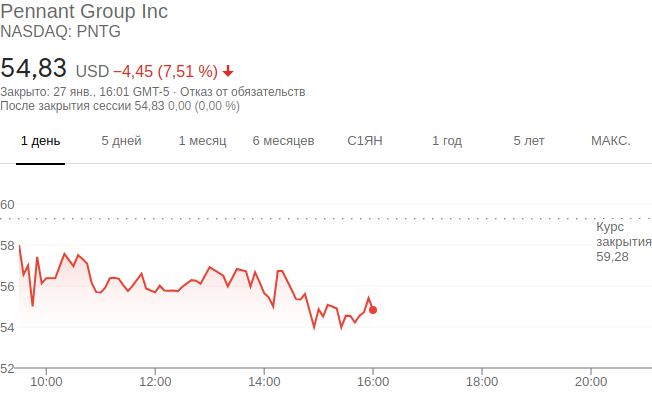 Pennant Group Inc
NASDAQ: PNTG
54,83 USD −4,45 (7,51 %)
Закрыто: 27 янв., 16:01 GMT-5 · Отказ от обязательств
После закрытия сессии 54,83 0,00 (0,00 %)
1 день 5 дней 1 месяц 6 месяцев С1ЯН 1 год 5 лет МАКС.
60
Курс
закрытия
59,28
58
56
54
52
10:00 12:00 14:00 16:00 18:00 20:00